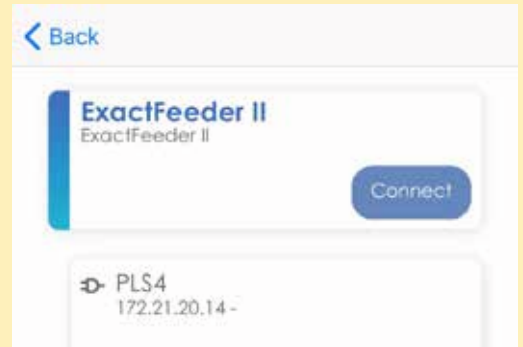 Back
ExactFeeder II
ExactFeeder II
Connect
PLS4
172.21.20.14 -